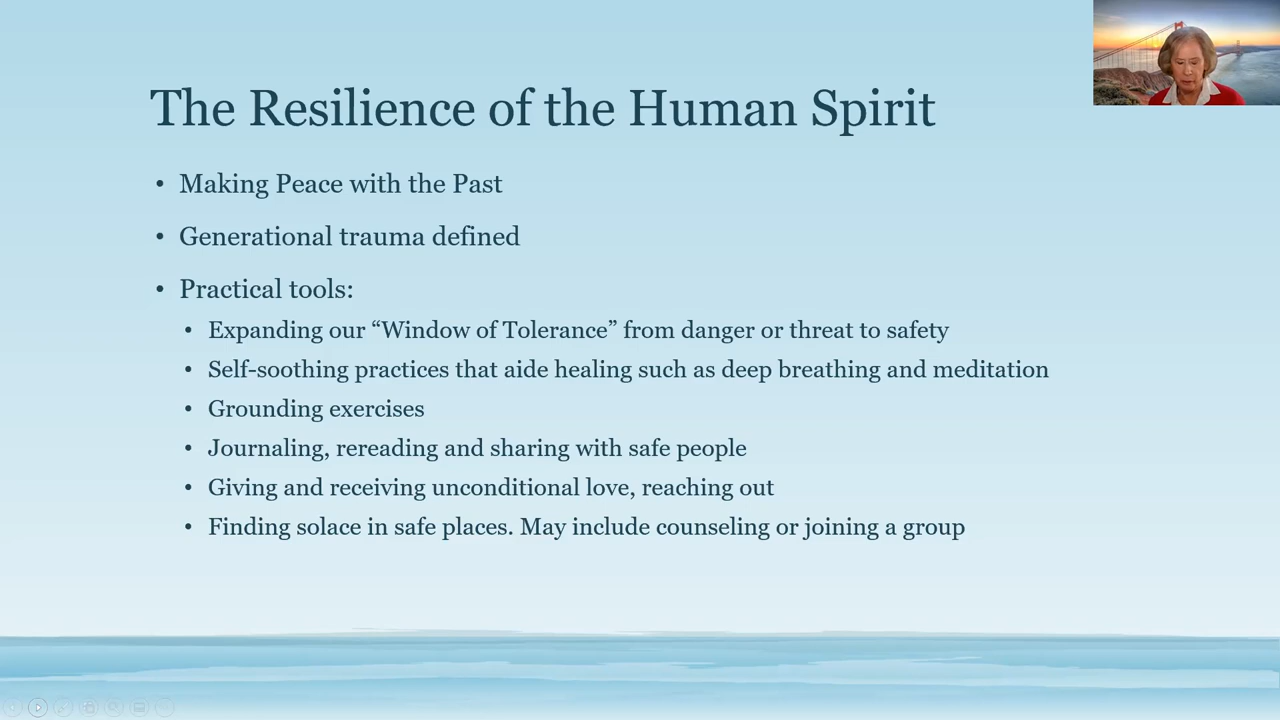 The Resilience of the Human Spirit
• Making Peace with the Past
• Generational trauma defined
• Practical tools:
• Expanding our “Window of Tolerance” from danger or threat to safety
• Self-soothing practices that aide healing such as deep breathing and meditation
• Grounding exercises
• Journaling, rereading and sharing with safe people
• Giving and receiving unconditional love, reaching out
• Finding solace in safe places. May include counseling or joining a group